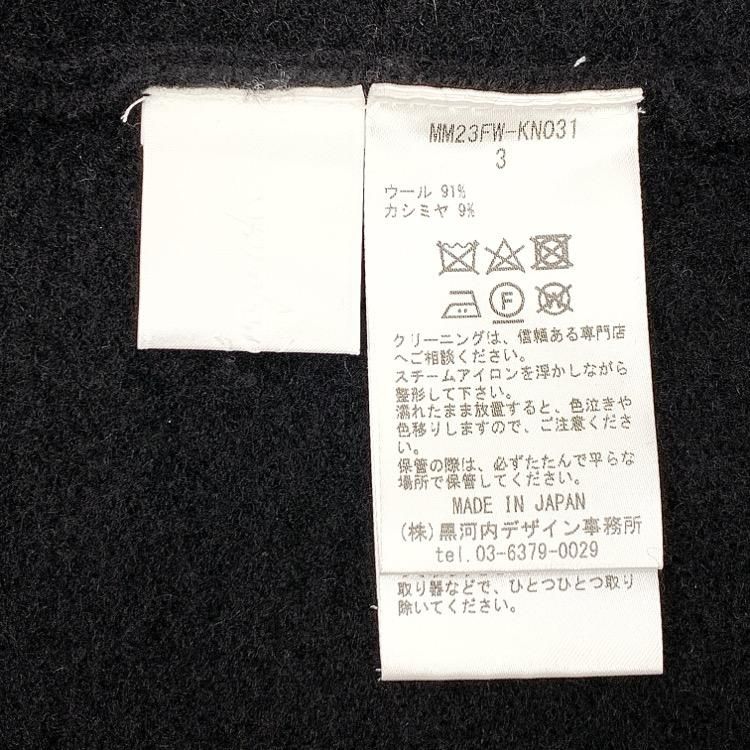 MM23FW-KN031
3
ウール 91%
カシミヤ 9%
F
W
クリーニングは、信頼ある専門店
へご相談ください。
スチームアイロンを浮かしながら
整形して下さい。
濡れたまま放置すると、色泣きや
色移りしますので、ご注意くださ
い。
保管の際は、必ずたたんで平らな
場所で保管してください。
MADE IN JAPAN
(株)黒河内デザイン事務所
tel.03-6379-0029
取り器などで、ひとつひとつ取り
除いてください。